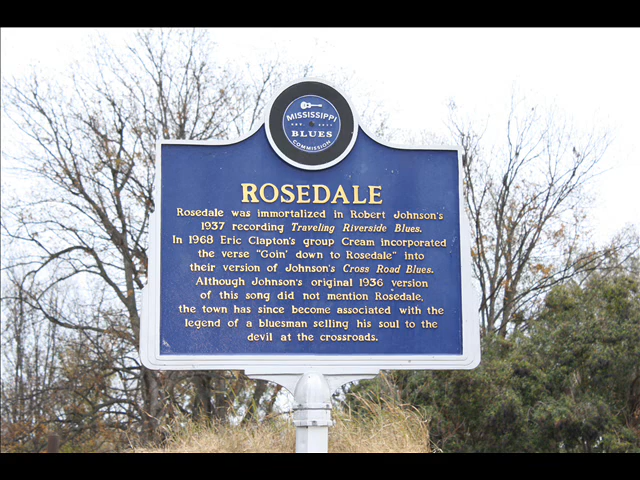 MISSISSIPPI
BLUES
COMMISSION
ROSEDALE
Rosedale was immortalized in Robert Johnson's
1937 recording Traveling Riverside Blues.
In 1968 Eric Clapton's group Cream incorporated
the verse "Goin' down to Rosedale" into
their version of Johnson's Cross Road Blues.
Although Johnson's original 1936 version
of this song did not mention Rosedale,
the town has since become associated with the
legend of a bluesman selling his soul to the
devil at the crossroads.